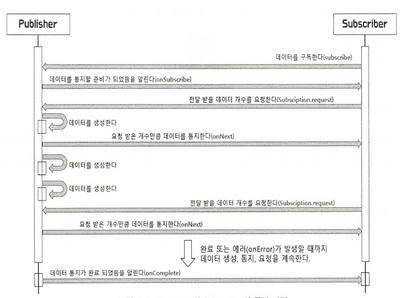 Publisher
Subscriber
데이터를 구독한다(subscribe)
데이터를 통지할 준비가 되었음을 알린다(onSubscribe)
전달 받을 데이터 개수를 요청한다(Subsciption.request)
데이터를 생성한다
요청 받은 개수만큼 데이터를 통지한다(onNext)
데이터를 생성한다
데이터를 생성한다
전달 받을 데이터 개수를 요청한다(Subsciption.request)
요청 받은 개수만큼 데이터를 통지한다(onNext)
완료 또는 에러(onError)가 발생할 때까지
데이터 생성, 통지, 요청을 계속한다.
데이터 통지가 완료 되었음을 알린다(onComplete)